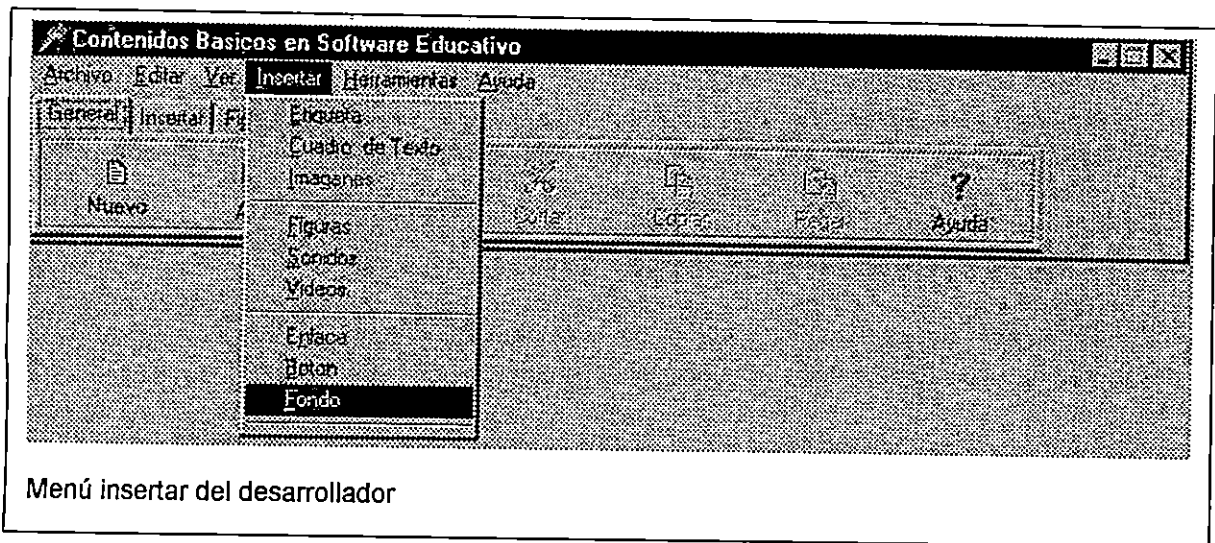 Contenidos Basicos en Software Educativo
Archivo Editar Ver Insertar Herramientas Ayuda
General Insertar
Etiqueta
Cuadro de Texto
Imaganes
Nuevo
Cortar Copiar Pegar Ayuda
Figuras
Sonidos
Videos
Enlace
Boton
Fondo
Menú insertar del desarrollador